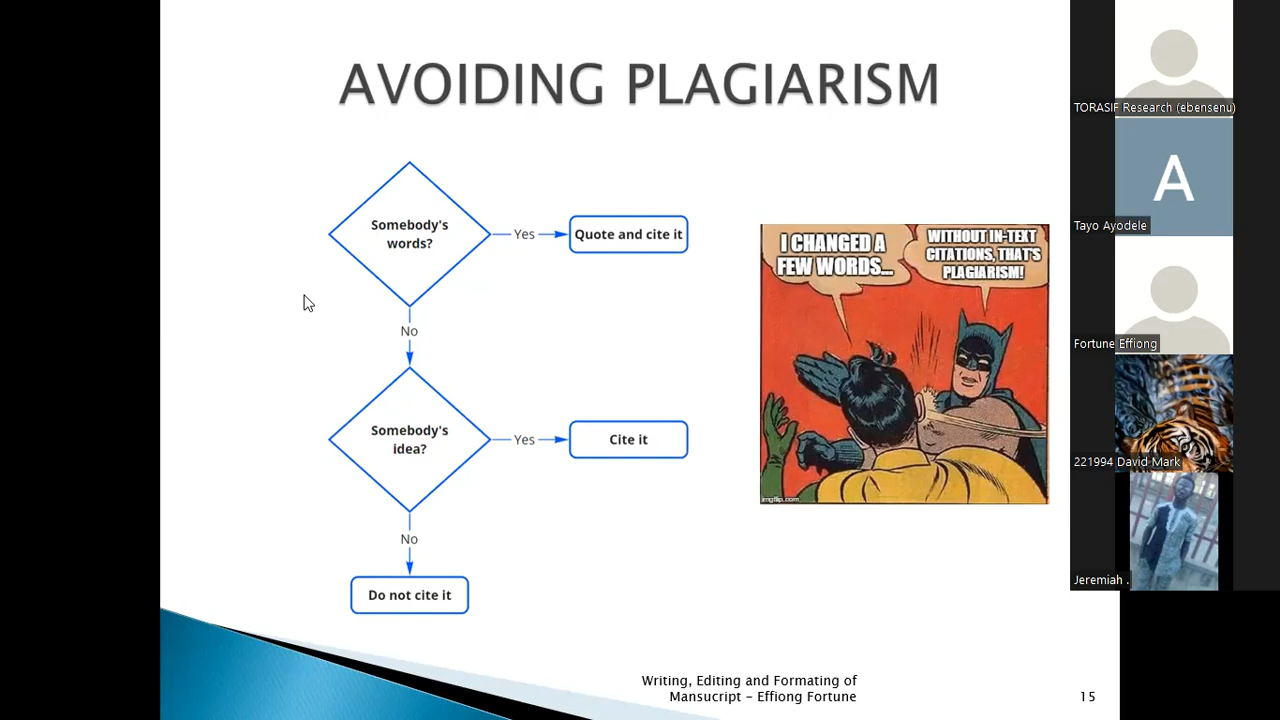 AVOIDING PLAGIARISM
Somebody's
words?
Yes
Quote and cite it
No
Somebody's
idea?
Yes
Cite it
No
Do not cite it
I CHANGED A
FEW WORDS...
WITHOUT IN-TEXT
CITATIONS, THAT'S
PLAGIARISM!
imgflip.com
Writing, Editing and Formating of
Mansucript – Effiong Fortune
15
TORASIF Research (ebensenu)
A
Tayo Ayodele
Fortune Effiong
221994 David Mark
Jeremiah .